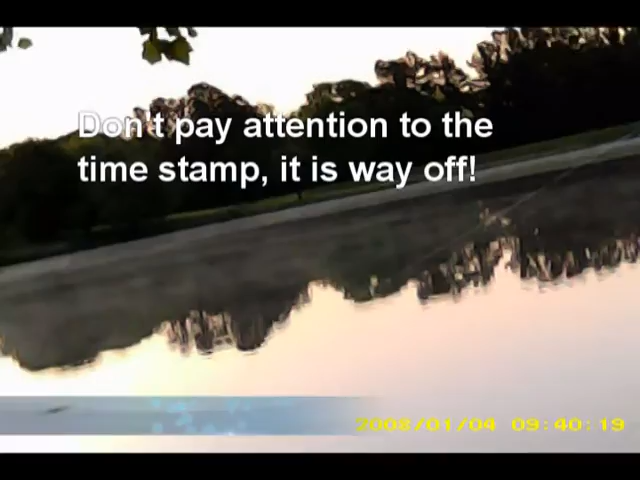 Don't pay attention to the
time stamp, it is way off!
2008/01/04 09:40:19